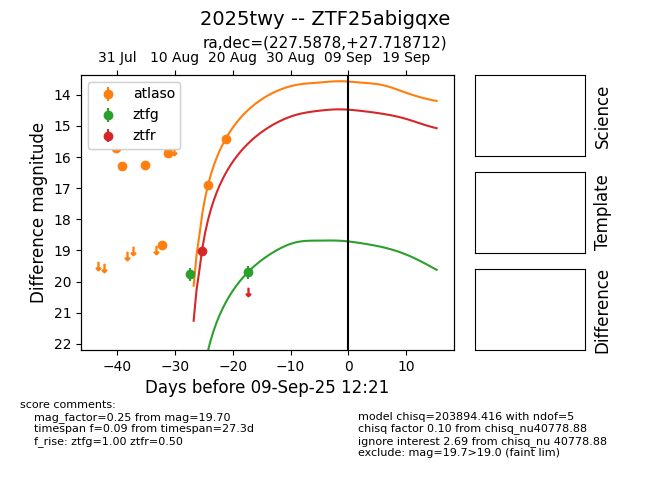 2025twy -- ZTF25abigqxe
ra,dec=(227.5878,+27.718712)
31 Jul 10 Aug 20 Aug 30 Aug 09 Sep 19 Sep
atlaso
ztfg
ztfr
14
15
16
17
18
19
20
21
22
Difference magnitude
−40 −30 −20 −10 0 10
Days before 09-Sep-25 12:21
Science
Template
Difference
score comments:
mag_factor=0.25 from mag=19.70
timespan f=0.09 from timespan=27.3d
f_rise: ztfg=1.00 ztfr=0.50
model chisq=203894.416 with ndof=5
chisq factor 0.10 from chisq_nu40778.88
ignore interest 2.69 from chisq_nu 40778.88
exclude: mag=19.7>19.0 (faint lim)